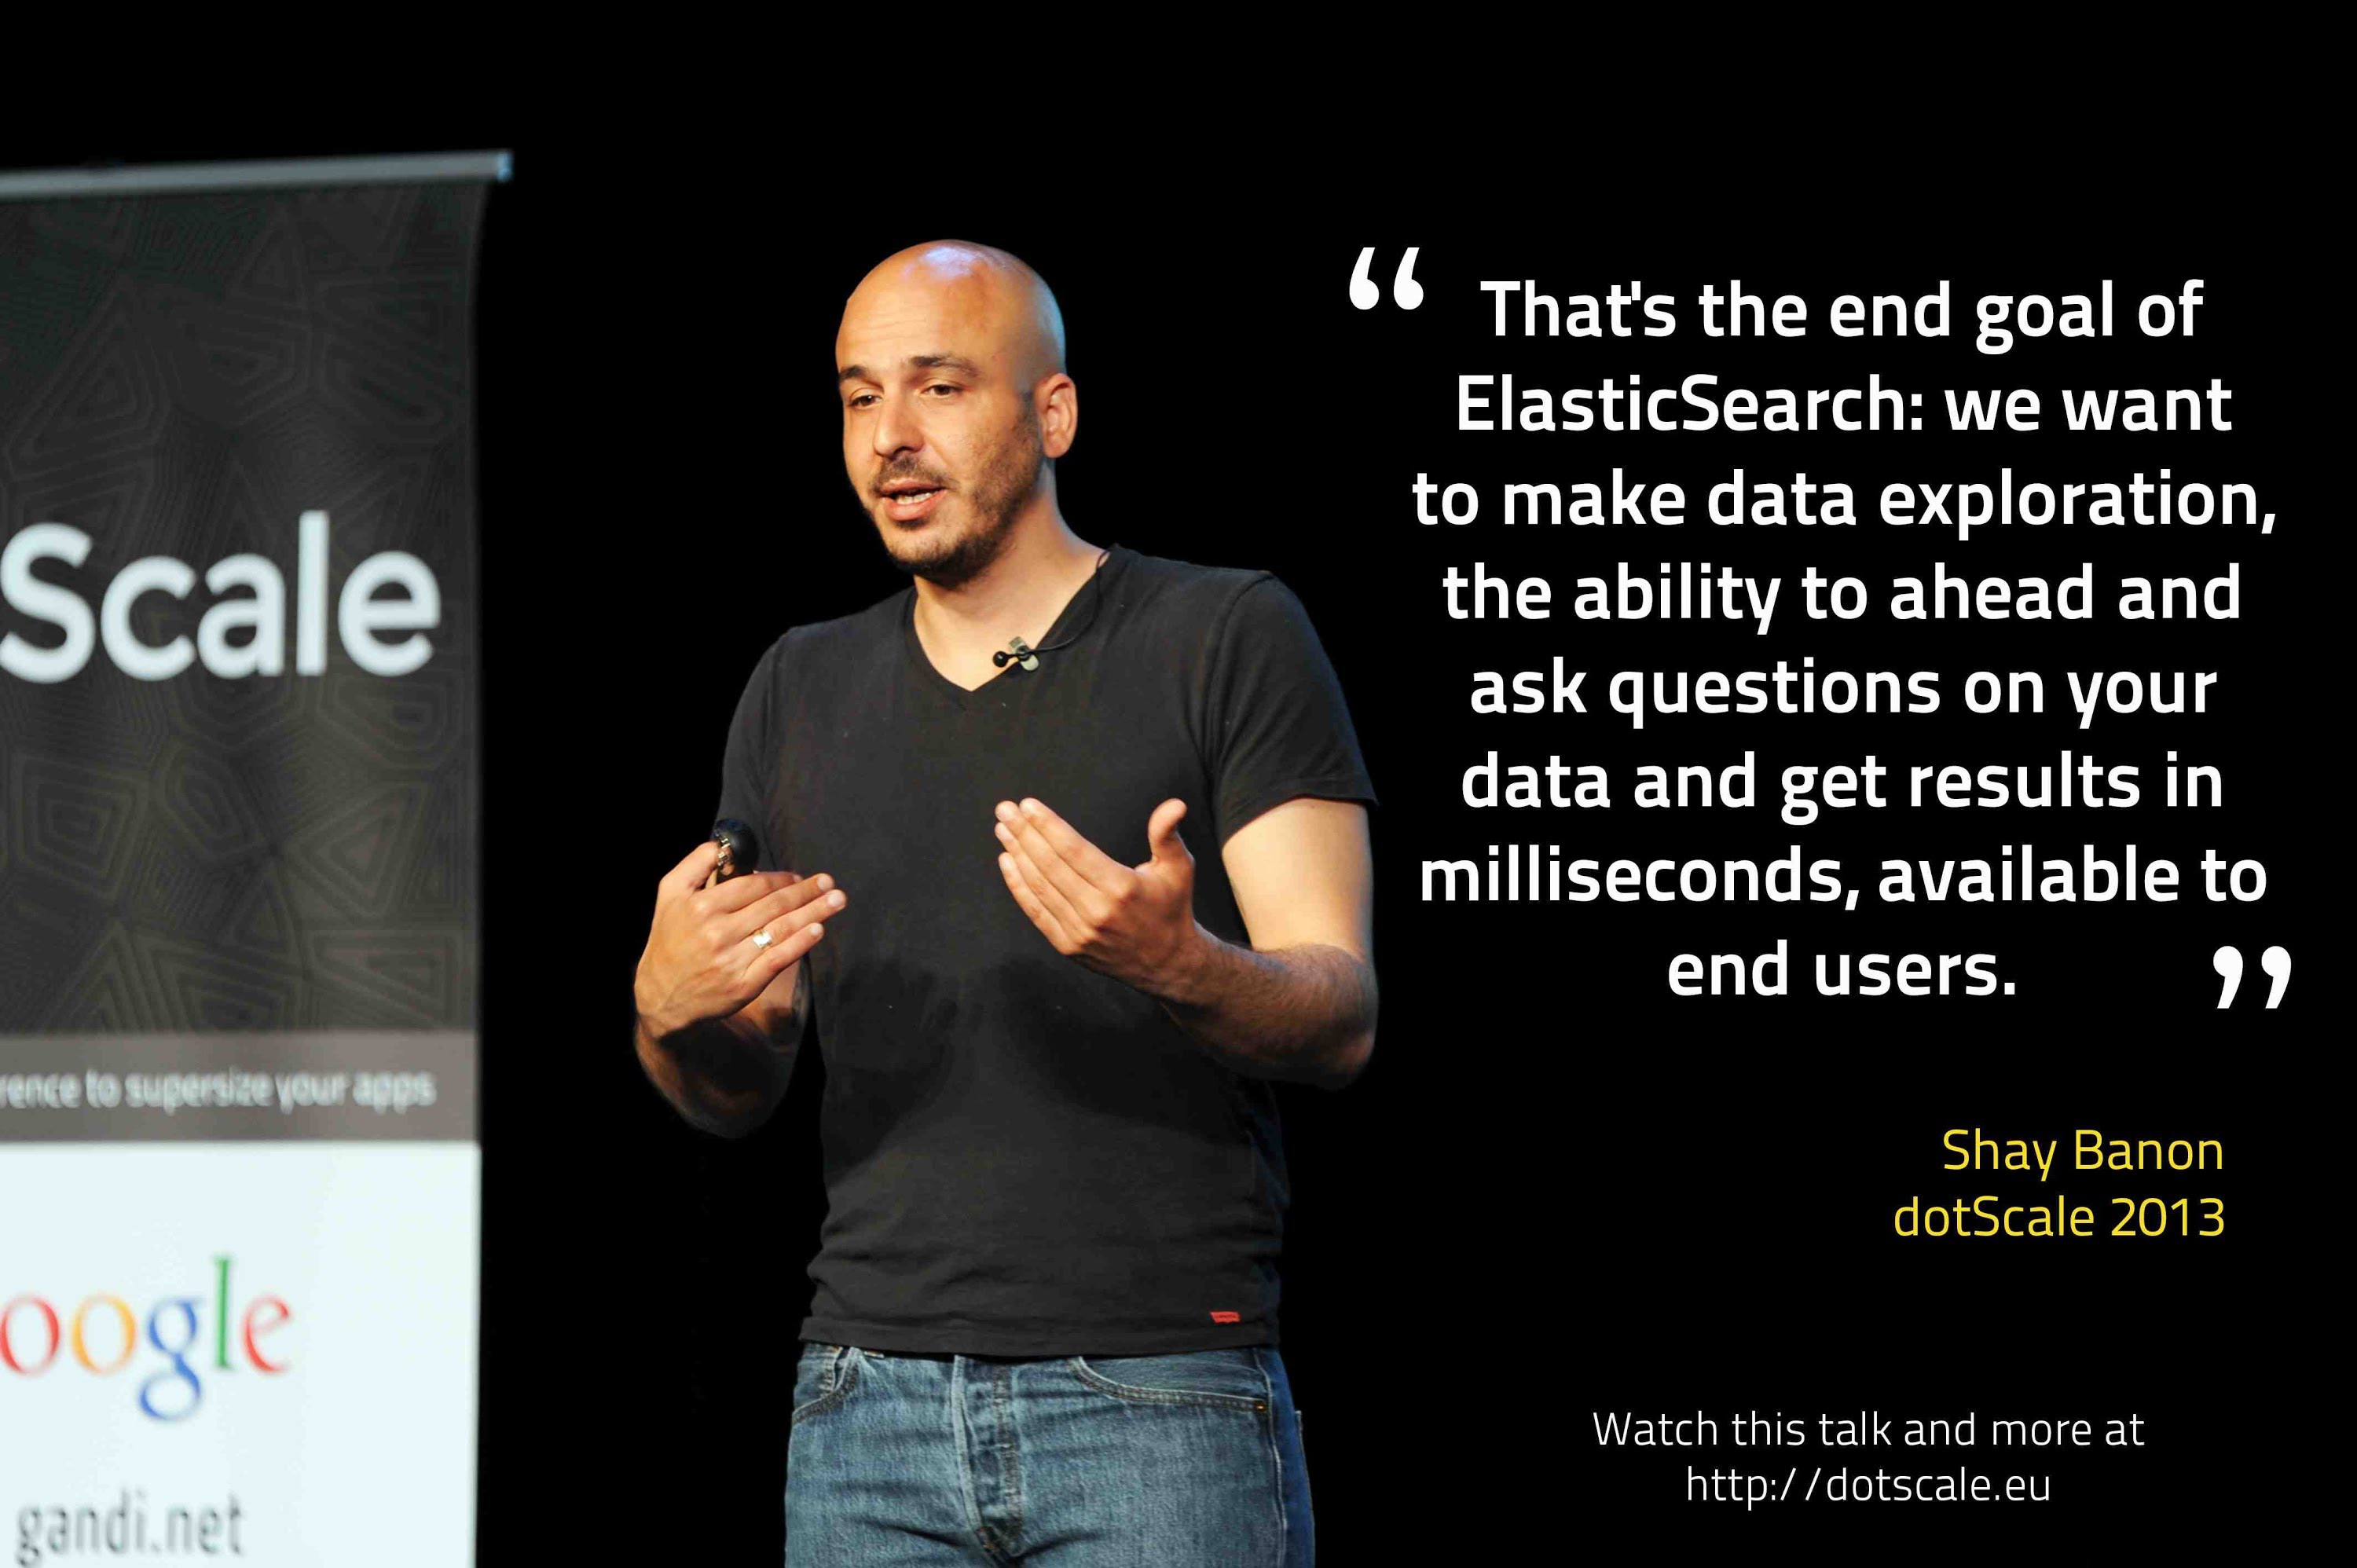 Scale
rence to supersize your apps
oogle
gandi.net
“ That's the end goal of
ElasticSearch: we want
to make data exploration,
the ability to ahead and
ask questions on your
data and get results in
milliseconds, available to
end users. ”
Shay Banon
dotScale 2013
Watch this talk and more at
http://dotscale.eu